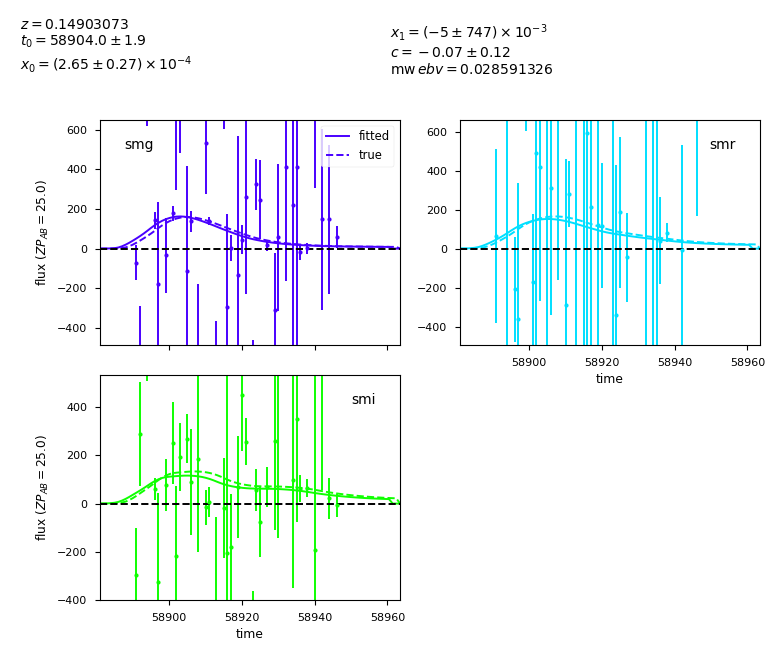 z = 0.14903073
t₀ = 58904.0 ± 1.9
x₀ = (2.65 ± 0.27) × 10⁻⁴
x₁ = (−5 ± 747) × 10⁻³
c = −0.07 ± 0.12
mw ebv = 0.028591326
smg
fitted
true
600
400
200
0
−200
−400
flux (ZP_AB = 25.0)
smr
600
400
200
0
−200
−400
58900 58920 58940 58960
time
smi
400
200
0
−200
−400
flux (ZP_AB = 25.0)
58900 58920 58940 58960
time